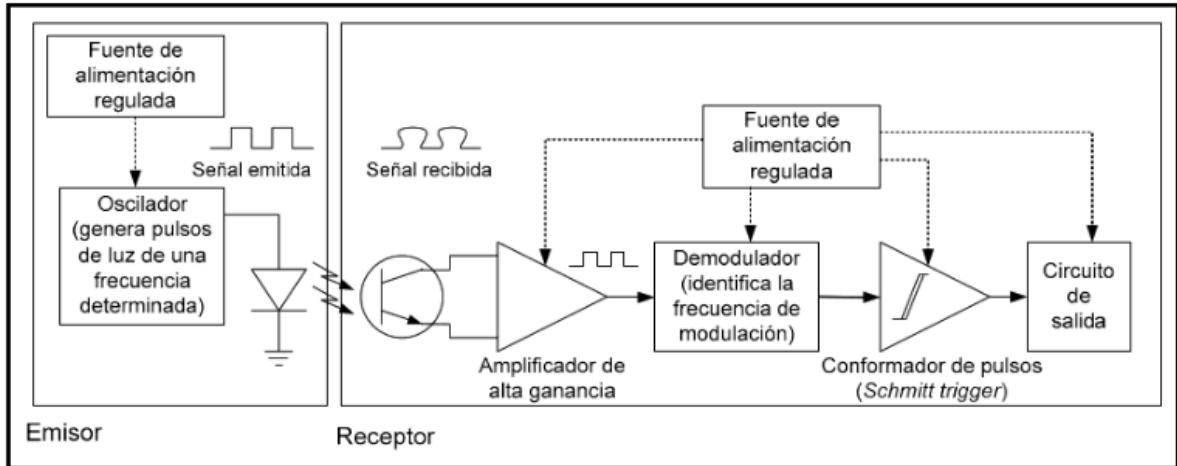 Fuente de
alimentación
regulada
Señal emitida
Oscilador
(genera pulsos
de luz de una
frecuencia
determinada)
Emisor
Señal recibida
Fuente de
alimentación
regulada
Amplificador de
alta ganancia
Demodulador
(identifica la
frecuencia de
modulación)
Conformador de pulsos
(Schmitt trigger)
Circuito
de
salida
Receptor